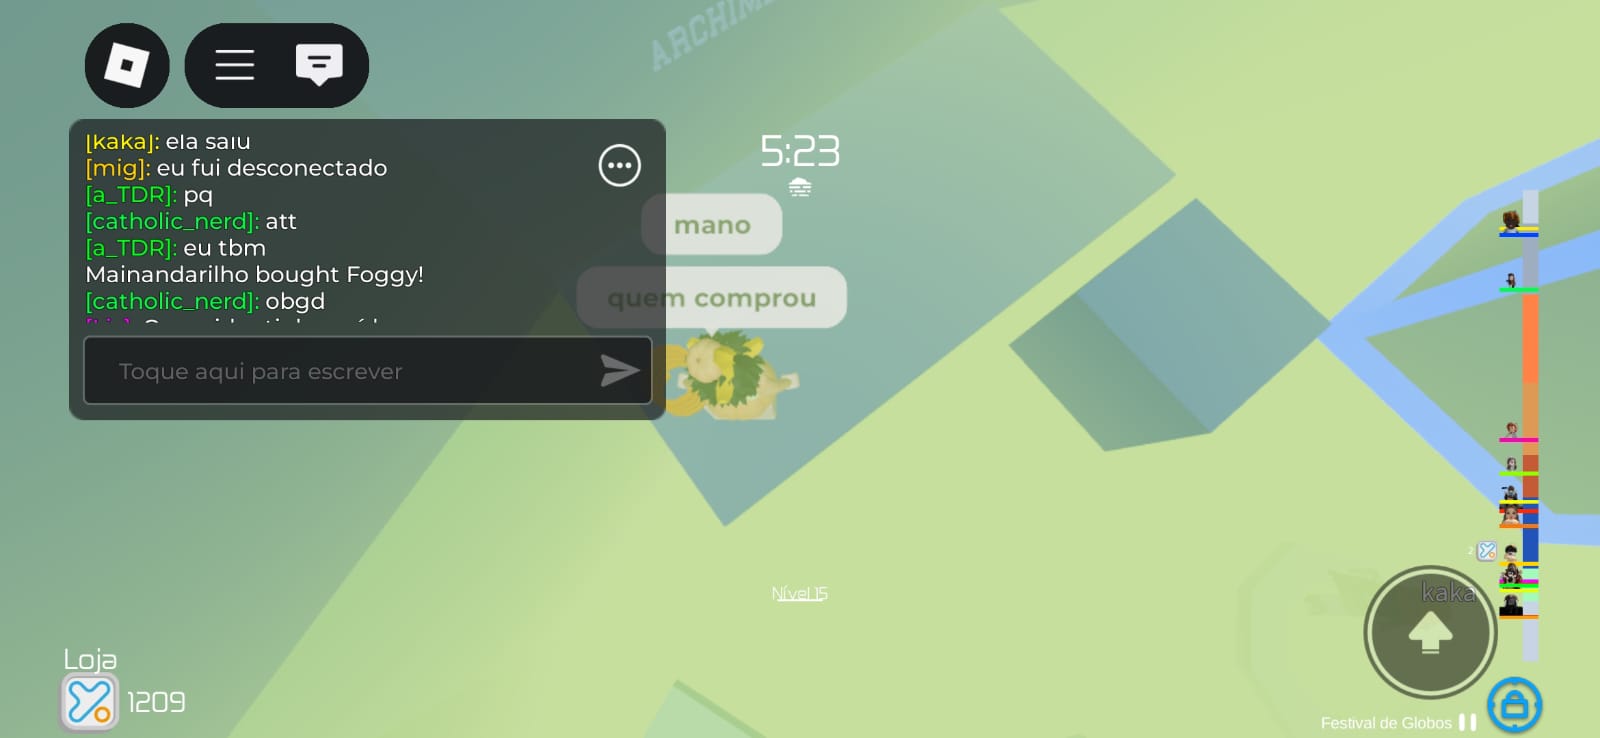 ARCHIM
[kaka]: ela saiu
[mig]: eu fui desconectado
[a_TDR]: pq
[catholic_nerd]: att
[a_TDR]: eu tbm
Mainandarilho bought Foggy!
[catholic_nerd]: obgd
Toque aqui para escrever
5:23
mano
quem comprou
Nível 15
2
kaka
Loja
1209
Festival de Globos